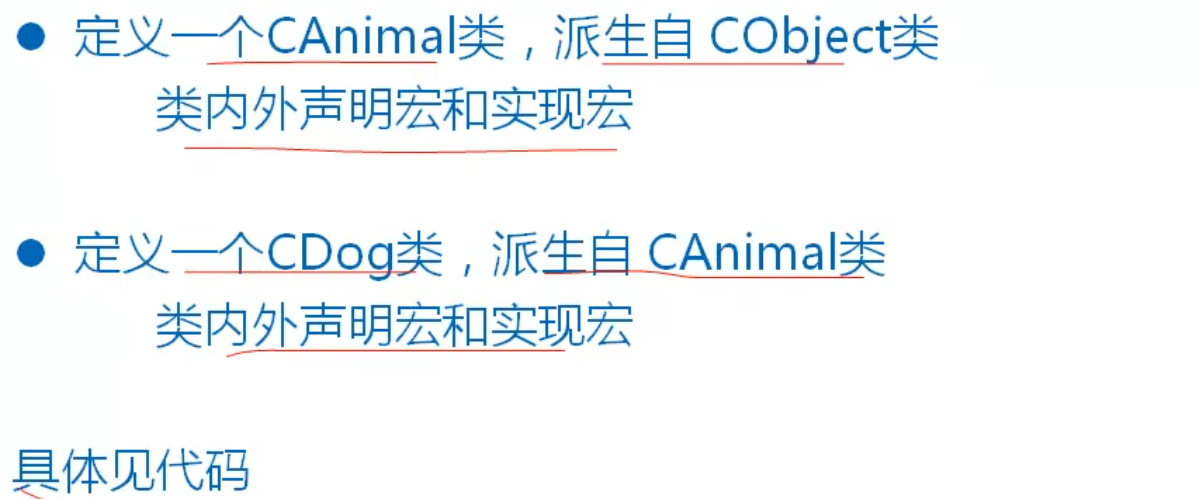 ● 定义一个CAnimal类，派生自 CObject类
类内外声明宏和实现宏
● 定义一个CDog类，派生自 CAnimal类
类内外声明宏和实现宏
具体见代码